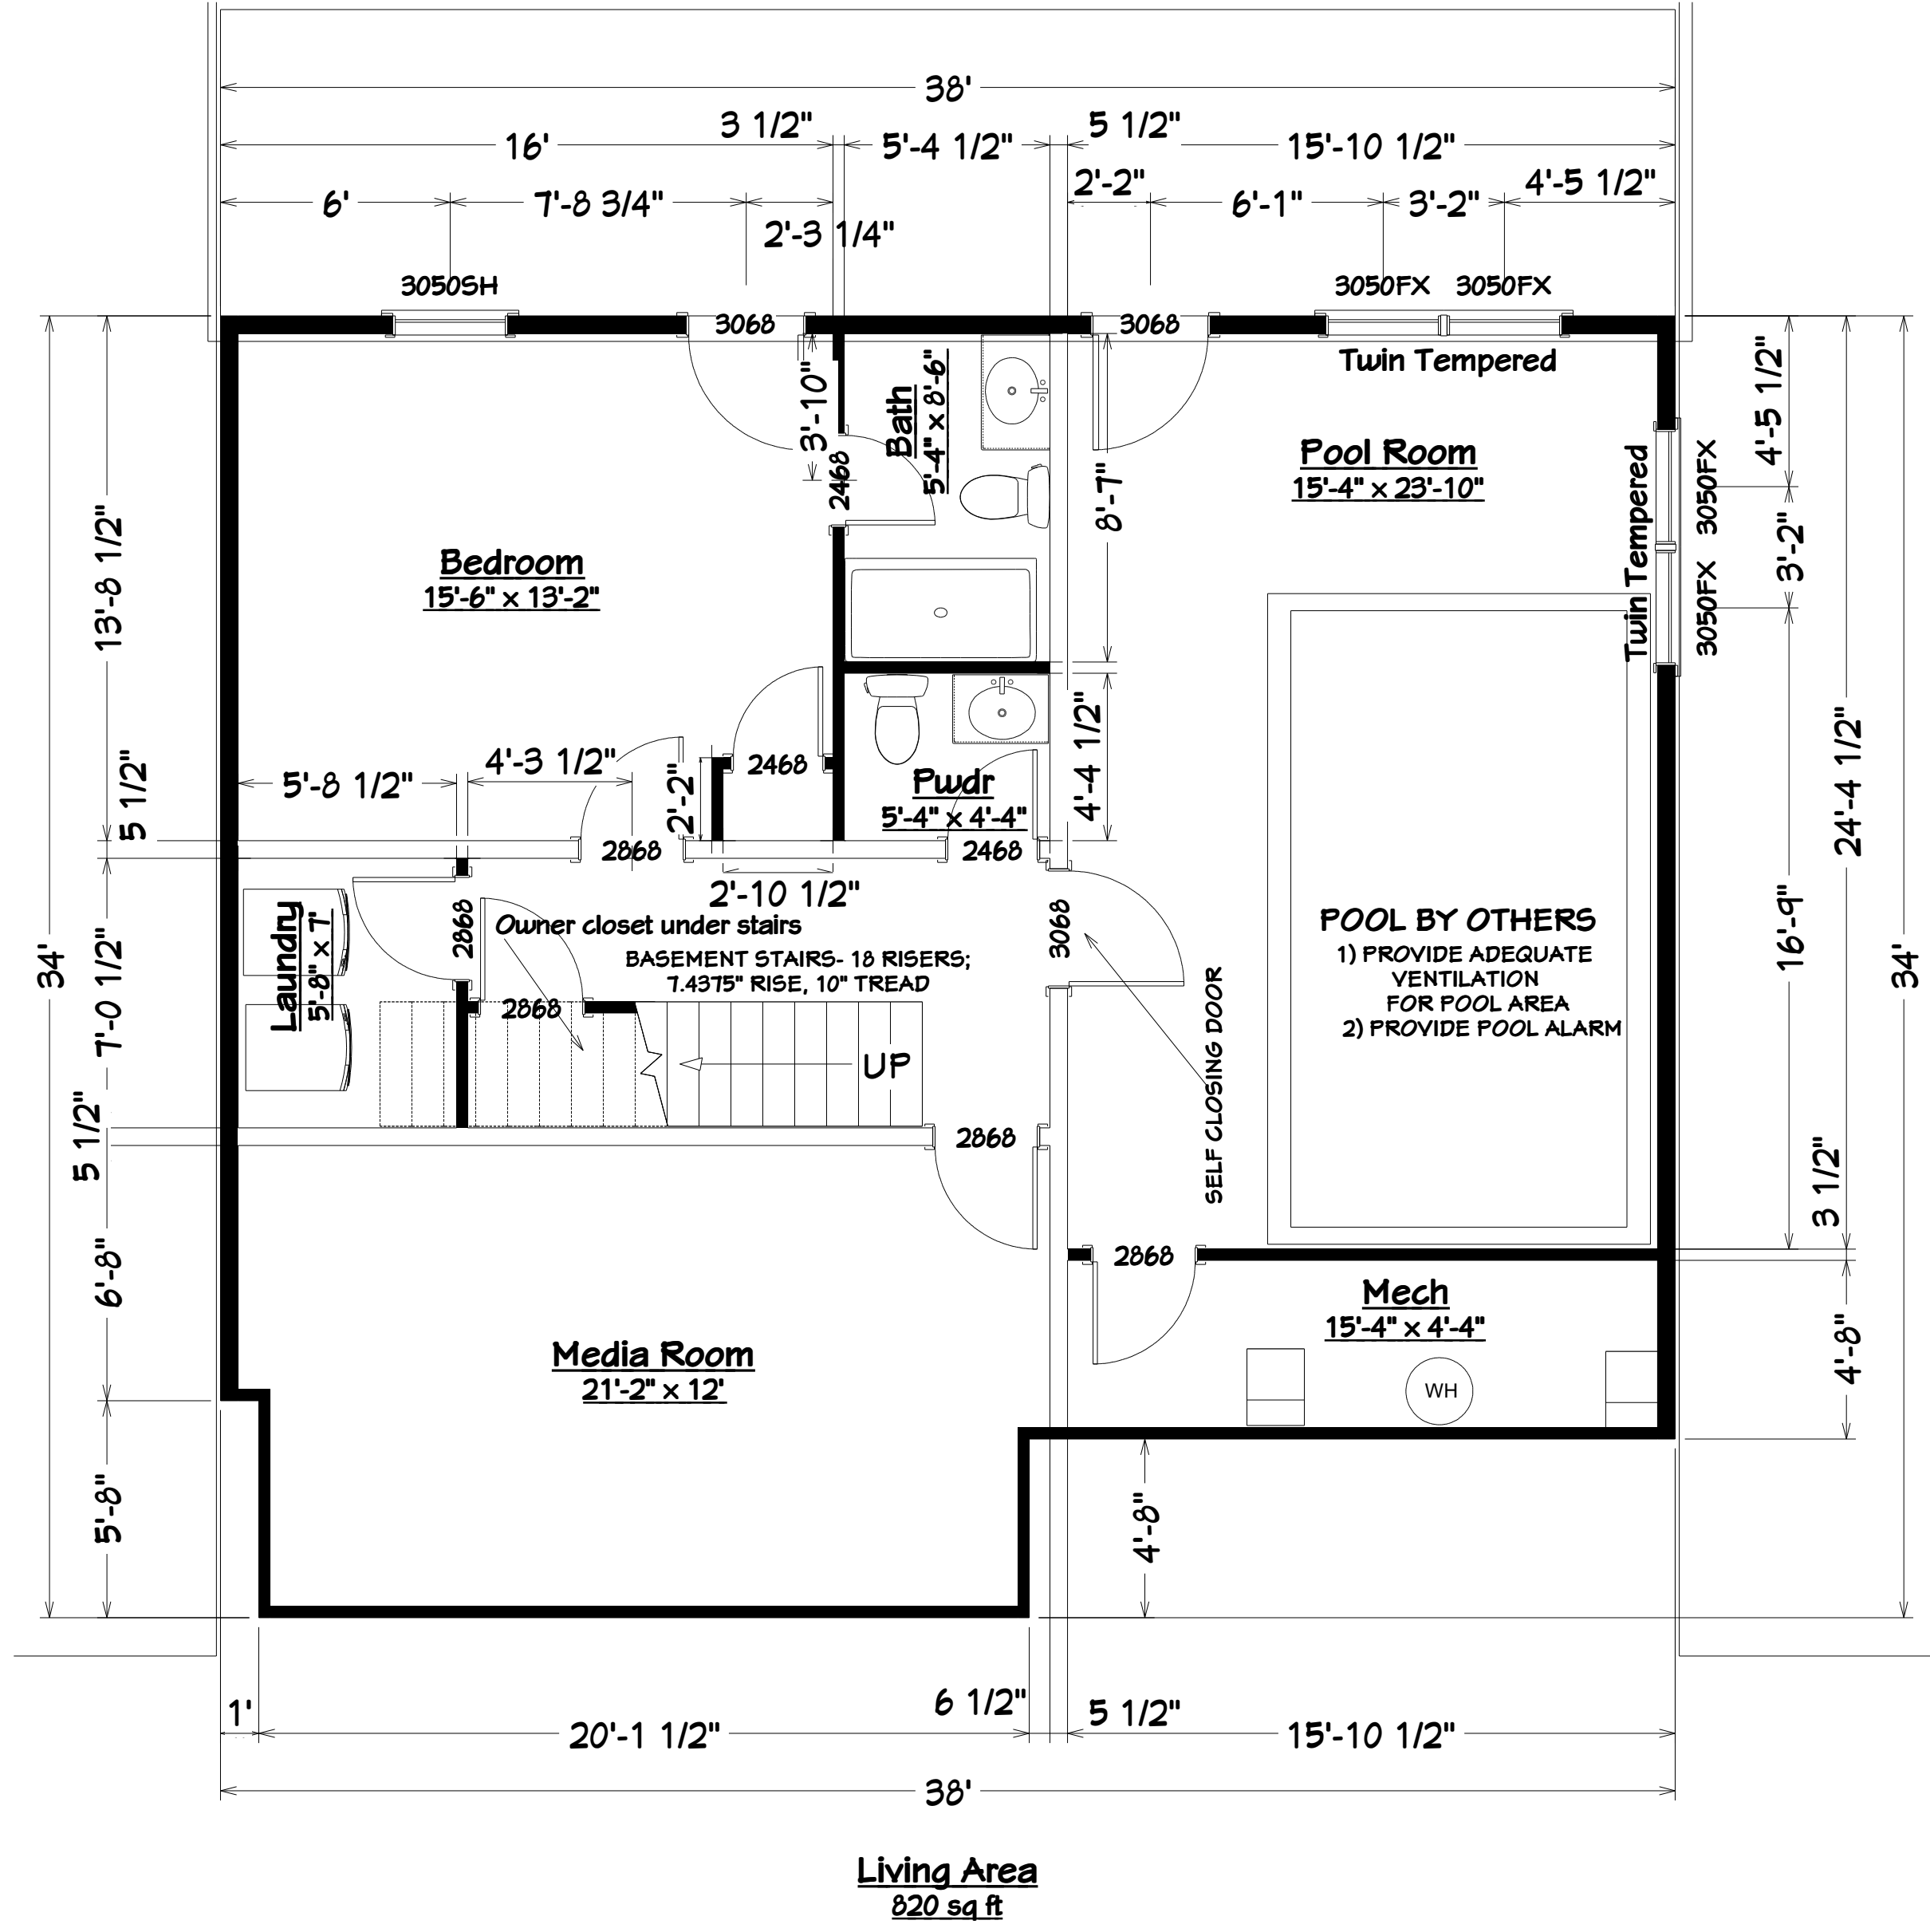 38'
16'
3 1/2"
5'-4 1/2"
5 1/2"
15'-10 1/2"
6'
7'-8 3/4"
2'-3 1/4"
2'-2"
6'-1"
3'-2"
4'-5 1/2"
3050SH
3050FX
3050FX
3068
3068
Twin Tempered
3'-10"
2468
Bath
5'-4" x 8'-6"
8'-7"
Pool Room
15'-4" x 23'-10"
Twin Tempered
3050FX
3050FX
4'-5 1/2"
3'-2"
16'-9"
24'-4 1/2"
3 1/2"
4'-8"
34'
Bedroom
15'-6" x 13'-2"
13'-8 1/2"
5 1/2"
7'-0 1/2"
5 1/2"
6'-8"
5'-8"
34'
5'-8 1/2"
4'-3 1/2"
2'-2"
2468
Pwdr
5'-4" x 4'-4"
4'-4 1/2"
2868
2468
2'-10 1/2"
Laundry
5'-8" x 7'
2868
Owner closet under stairs
BASEMENT STAIRS- 18 RISERS;
7.4375" RISE, 10" TREAD
2868
UP
3068
SELF CLOSING DOOR
POOL BY OTHERS
1) PROVIDE ADEQUATE
VENTILATION
FOR POOL AREA
2) PROVIDE POOL ALARM
2868
2868
Mech
15'-4" x 4'-4"
WH
Media Room
21'-2" x 12'
4'-8"
1'
20'-1 1/2"
6 1/2"
5 1/2"
15'-10 1/2"
38'
Living Area
820 sq ft